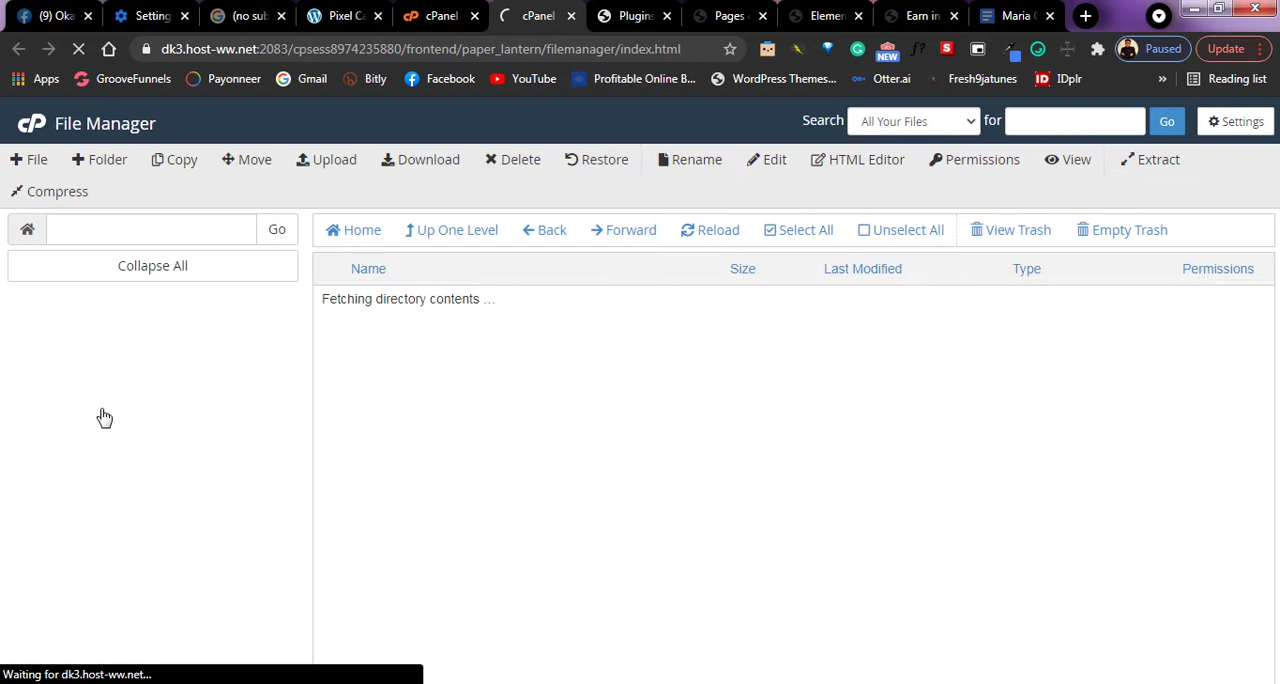 (9) Oka
Setting
(no sub
Pixel Ca
cPanel
cPanel
Plugins
Pages
Elemen
Earn in
Maria
dk3.host-ww.net:2083/cpsess8974235880/frontend/paper_lantern/filemanager/index.html
NEW
Paused
Update
Apps
GrooveFunnels
Payonneer
Gmail
Bitly
Facebook
YouTube
Profitable Online B...
WordPress Themes...
Otter.ai
Fresh9jatunes
IDplr
»
Reading list
cP File Manager
Search All Your Files for Go Settings
File Folder Copy Move Upload Download Delete Restore Rename Edit HTML Editor Permissions View Extract
Compress
Go
Home Up One Level Back Forward Reload Select All Unselect All View Trash Empty Trash
Collapse All
Name Size Last Modified Type Permissions
Fetching directory contents ...
Waiting for dk3.host-ww.net...